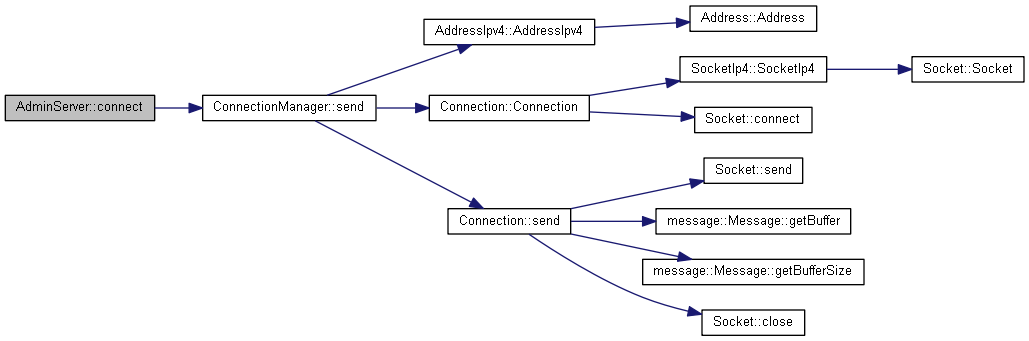 AddressIpv4::AddressIpv4
Address::Address
SocketIp4::SocketIp4
Socket::Socket
AdminServer::connect
ConnectionManager::send
Connection::Connection
Socket::connect
Socket::send
Connection::send
message::Message::getBuffer
message::Message::getBufferSize
Socket::close